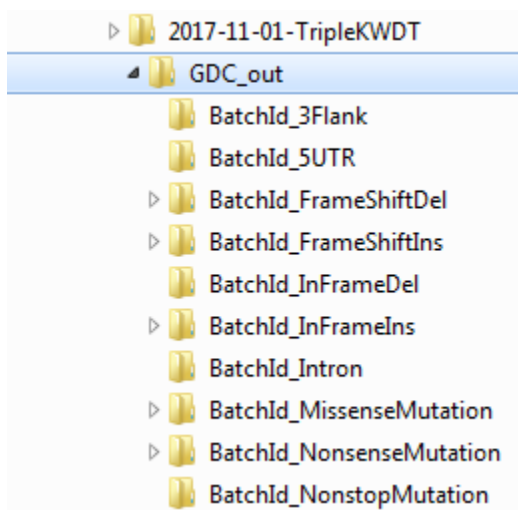 2017-11-01-TripleKWDT
GDC_out
BatchId_3Flank
BatchId_5UTR
BatchId_FrameShiftDel
BatchId_FrameShiftIns
BatchId_InFrameDel
BatchId_InFrameIns
BatchId_Intron
BatchId_MissenseMutation
BatchId_NonsenseMutation
BatchId_NonstopMutation